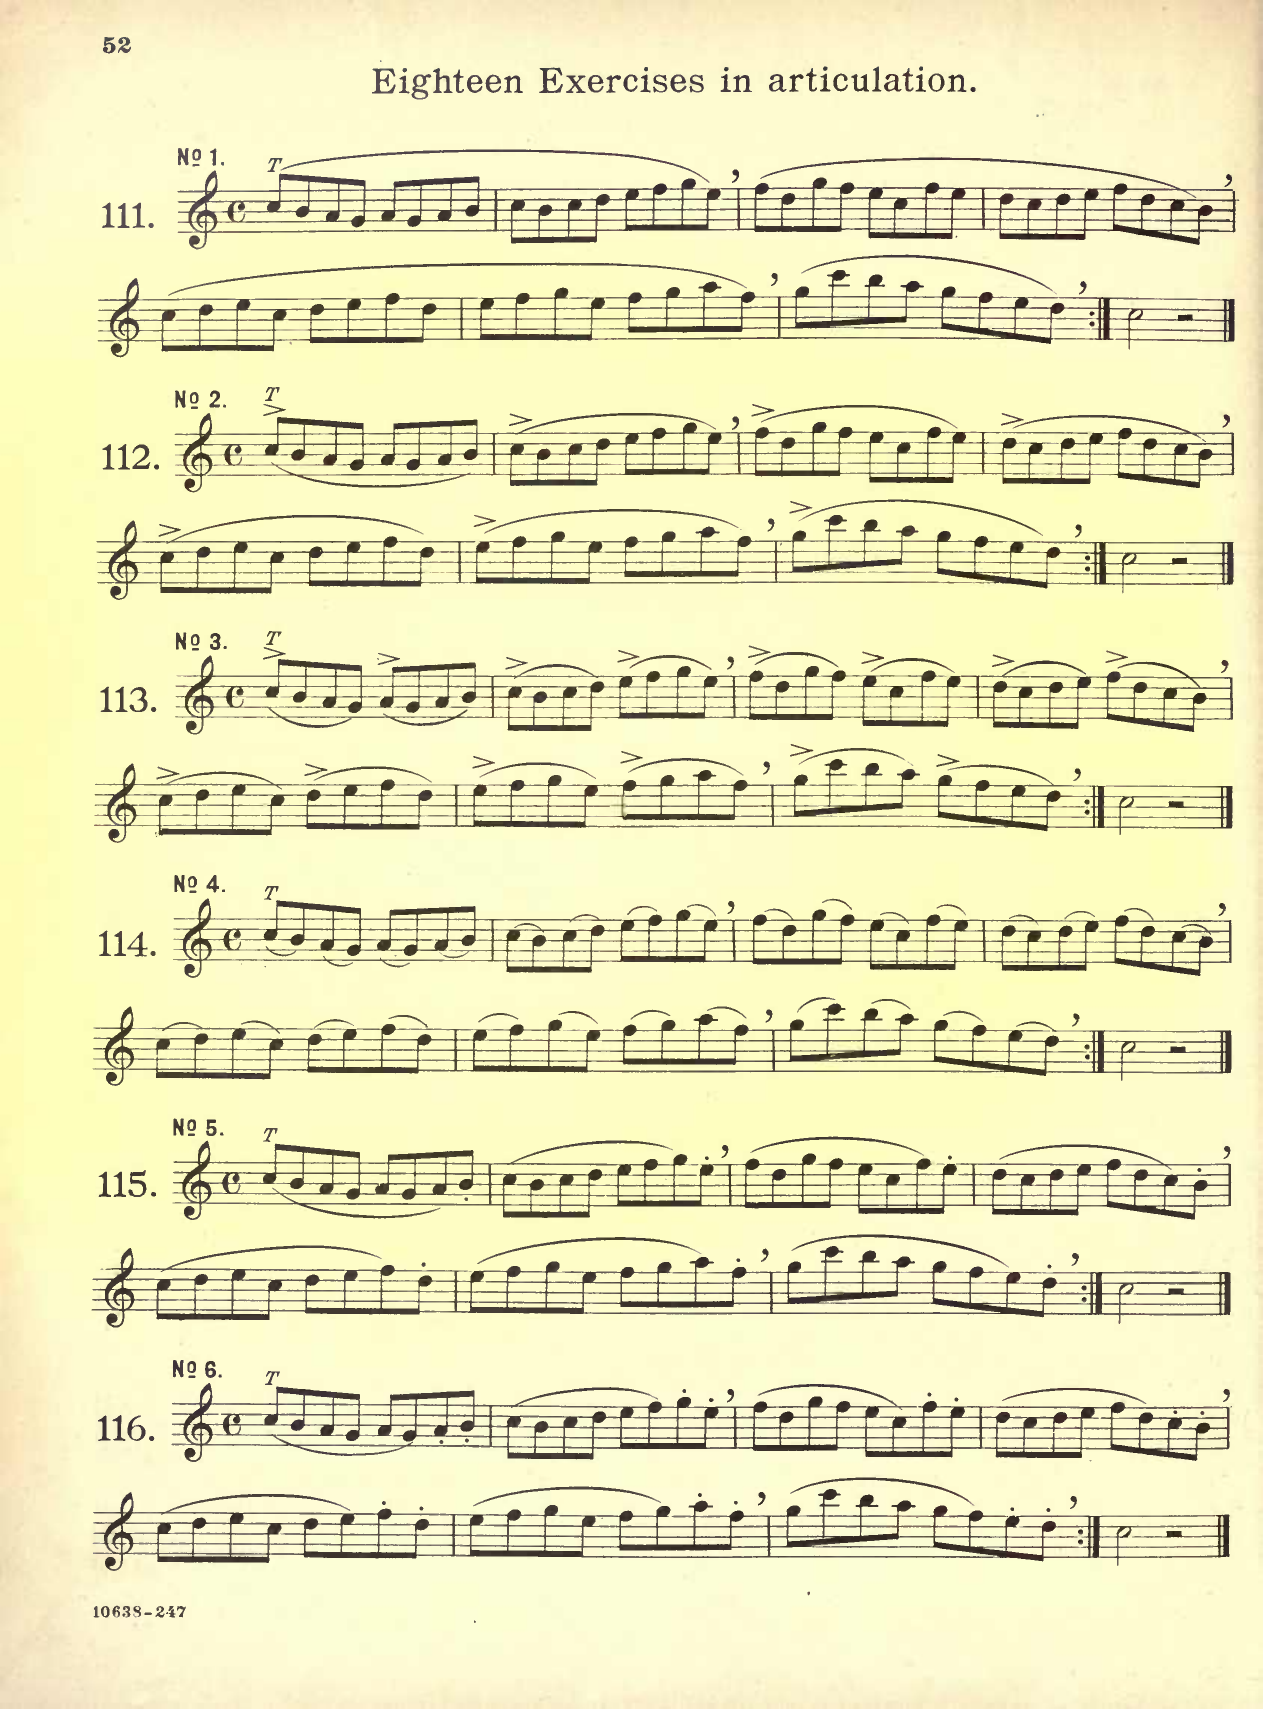 52
Eighteen Exercises in articulation.
No 1.
T
111.
No 2.
T
112.
No 3.
T
113.
No 4.
T
114.
No 5.
T
115.
No 6.
T
116.
10638-247